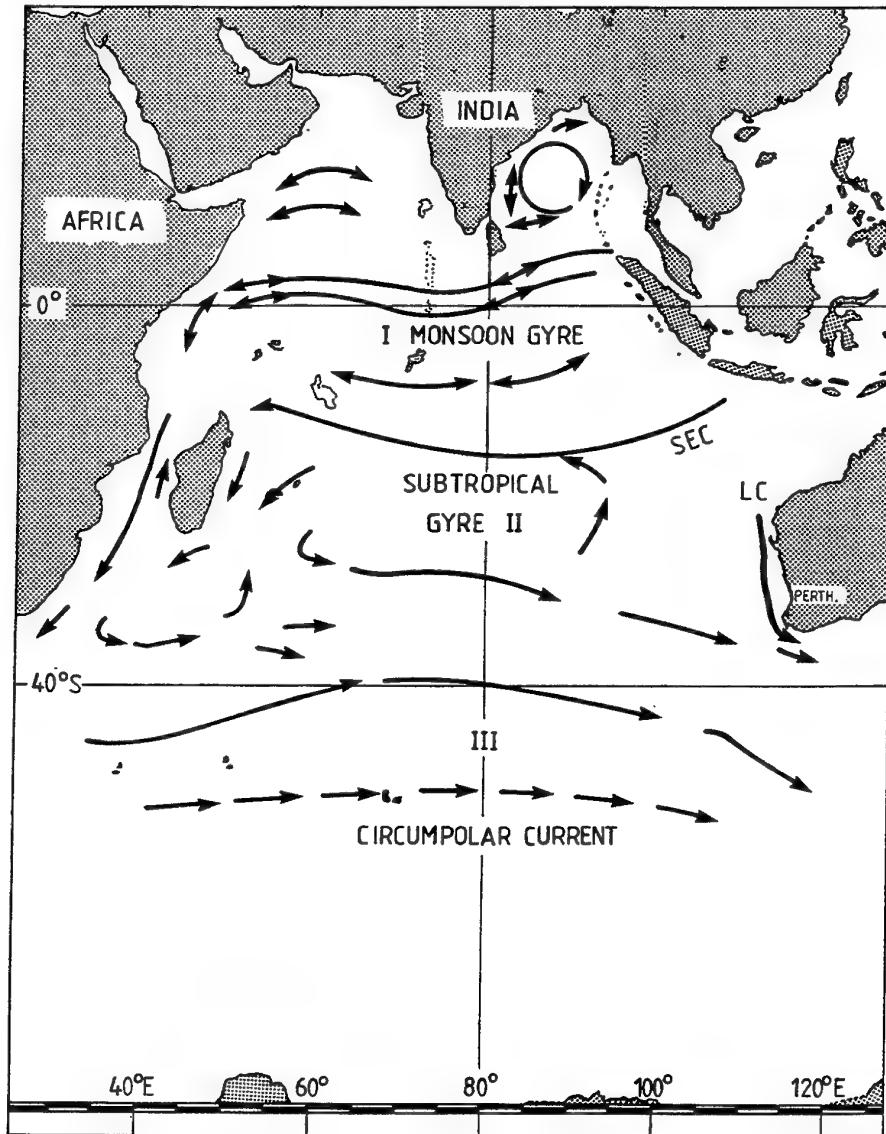 INDIA
AFRICA
0°
I MONSOON GYRE
SEC
SUBTROPICAL
GYRE II
LC
PERTH.
40°S
III
CIRCUMPOLAR CURRENT
40°E 60° 80° 100° 120°E